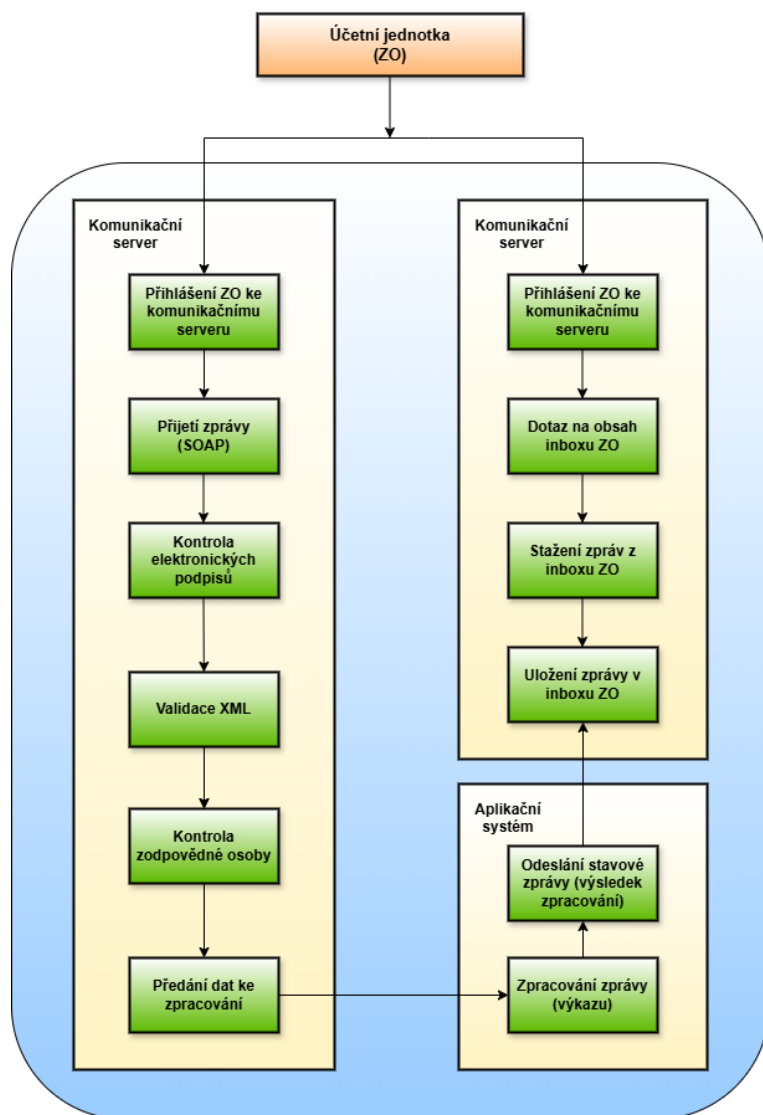 Účetní jednotka
(ZO)
Komunikační
server
Přihlášení ZO ke
komunikačnímu
serveru
Přijetí zprávy
(SOAP)
Kontrola
elektronických
podpisů
Validace XML
Kontrola
zodpovědné osoby
Předání dat ke
zpracování
Komunikační
server
Přihlášení ZO ke
komunikačnímu
serveru
Dotaz na obsah
inboxu ZO
Stažení zpráv z
inboxu ZO
Uložení zprávy v
inboxu ZO
Aplikační
systém
Odeslání stavové
zprávy (výsledek
zpracování)
Zpracování zprávy
(výkazu)